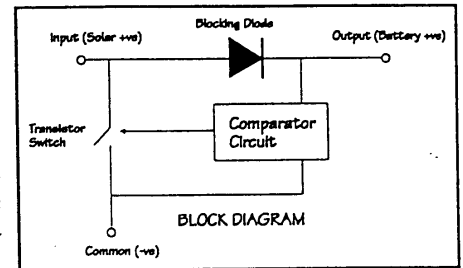 Blocking Diode
Input (Solar +ve)
Output (Battery +ve)
Transistor
Switch
Comparator
Circuit
BLOCK DIAGRAM
Common (-ve)